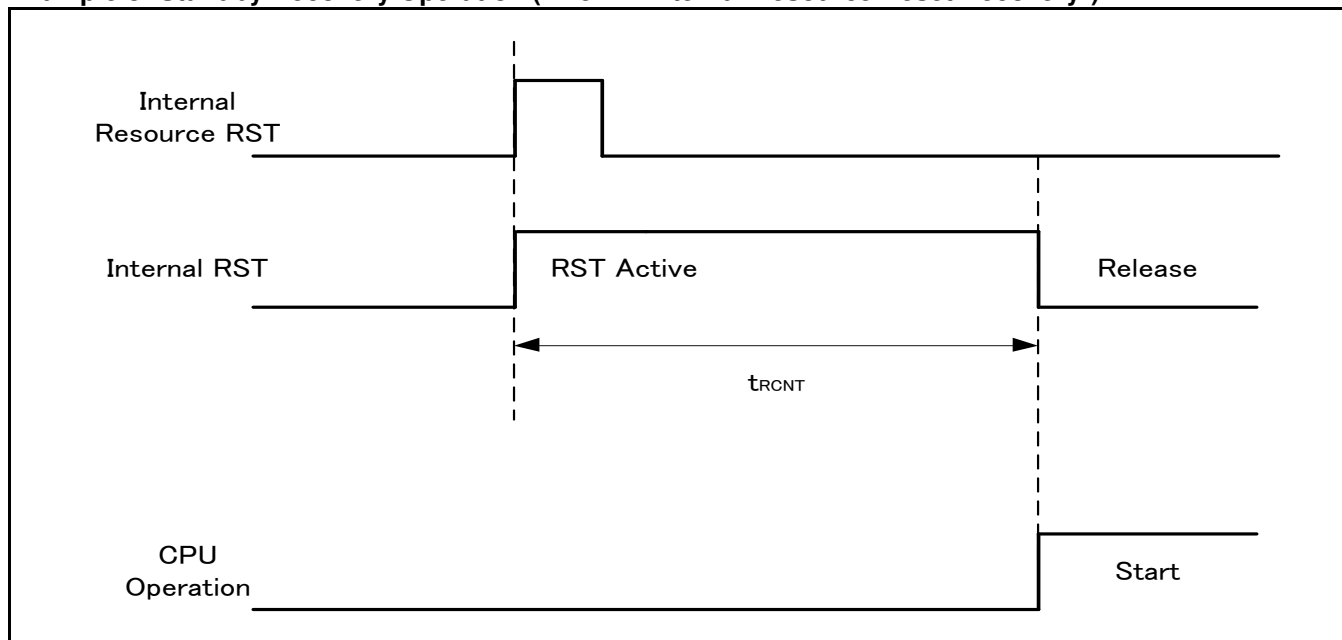 Internal
Resource RST
Internal RST
RST Active
Release
tRCNT
CPU
Operation
Start